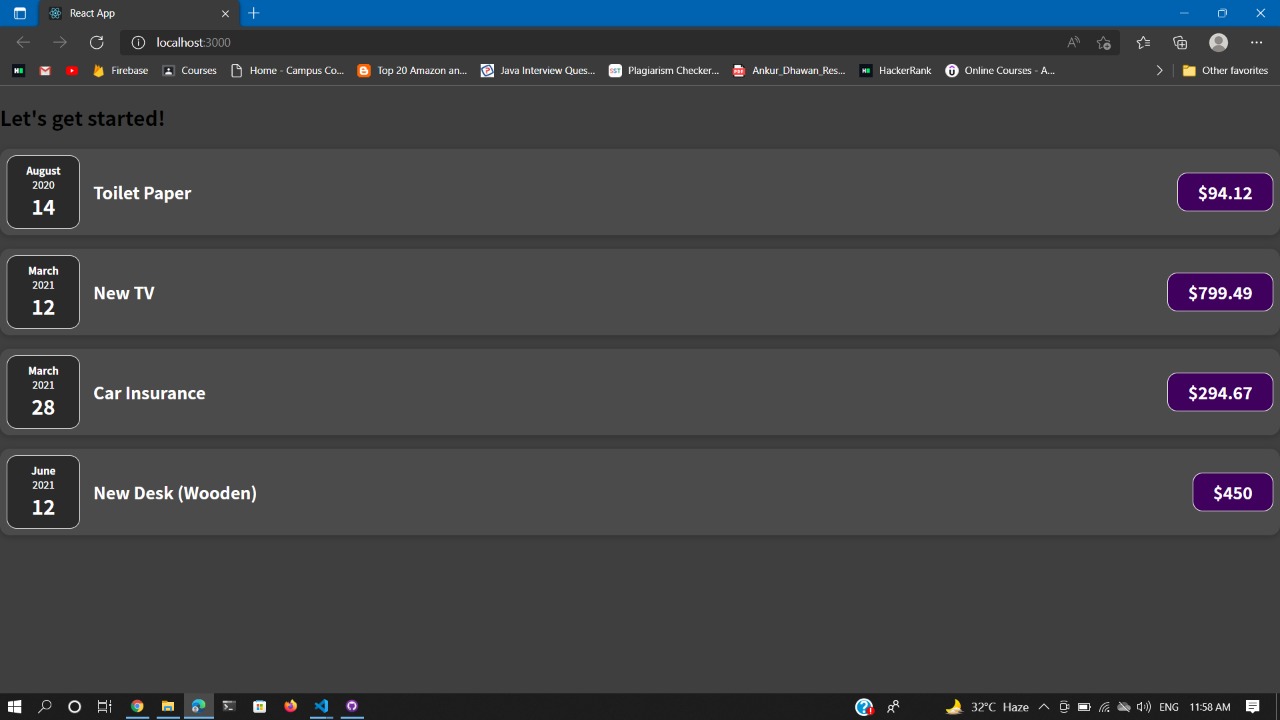 React App
localhost:3000
Firebase Courses Home - Campus Co... Top 20 Amazon an... Java Interview Ques... Plagiarism Checker... Ankur_Dhawan_Res... HackerRank Online Courses - A... Other favorites
Let's get started!
August
2020
14
Toilet Paper
$94.12
March
2021
12
New TV
$799.49
March
2021
28
Car Insurance
$294.67
June
2021
12
New Desk (Wooden)
$450
32°C Haze ENG 11:58 AM